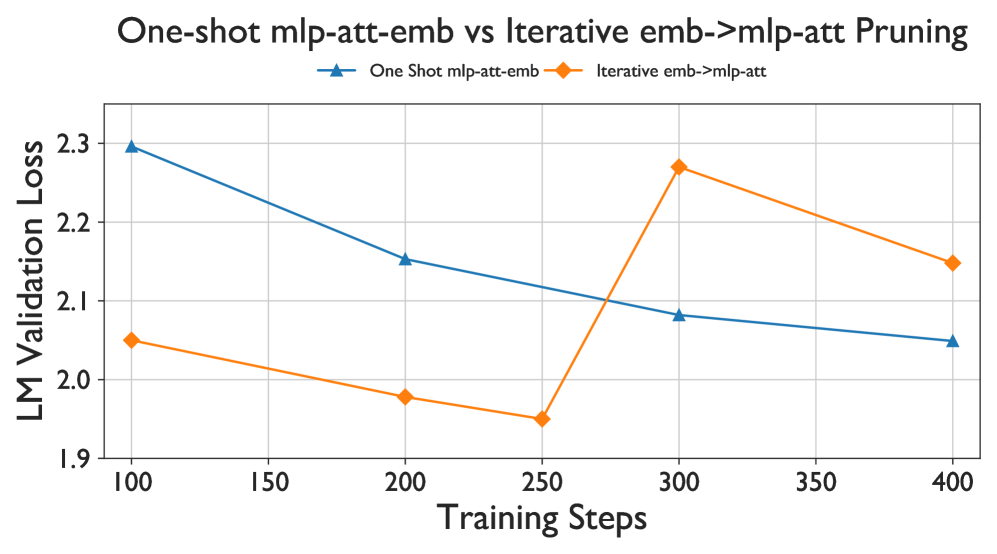 One-shot mlp-att-emb vs Iterative emb->mlp-att Pruning
One Shot mlp-att-emb Iterative emb->mlp-att
LM Validation Loss
2.3
2.2
2.1
2.0
1.9
100 150 200 250 300 350 400
Training Steps